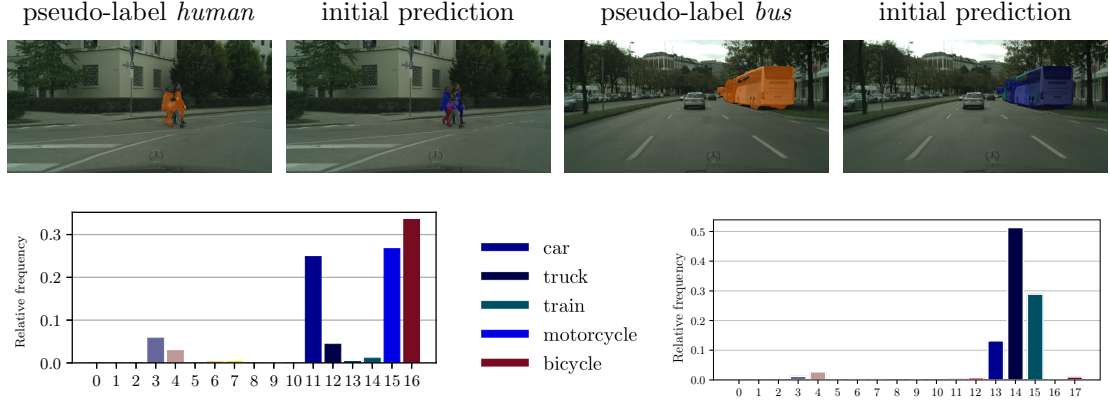 pseudo-label human
initial prediction
pseudo-label bus
initial prediction
Relative frequency
0.3
0.2
0.1
0.0
0 1 2 3 4 5 6 7 8 9 10 11 12 13 14 15 16
car
truck
train
motorcycle
bicycle
Relative frequency
0.5
0.4
0.3
0.2
0.1
0.0
0 1 2 3 4 5 6 7 8 9 10 11 12 13 14 15 16 17